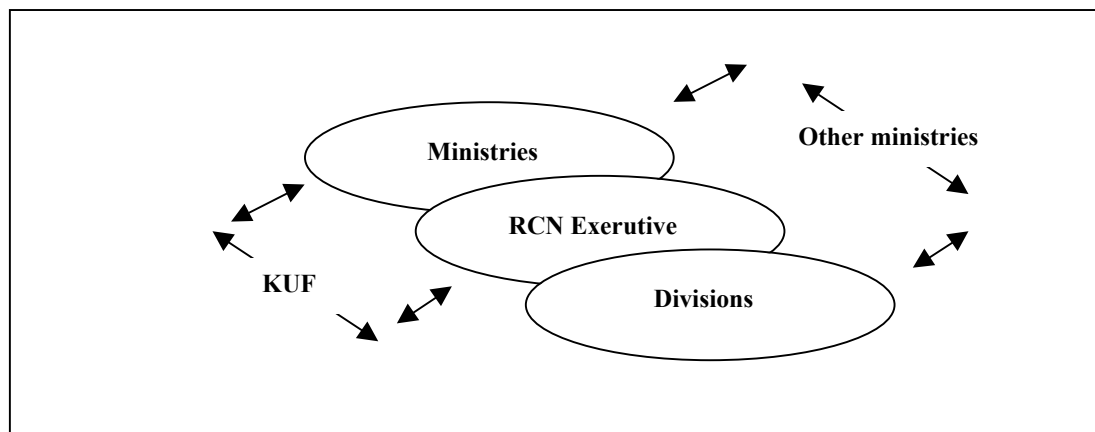 Other ministries
Ministries
RCN Exerutive
KUF
Divisions